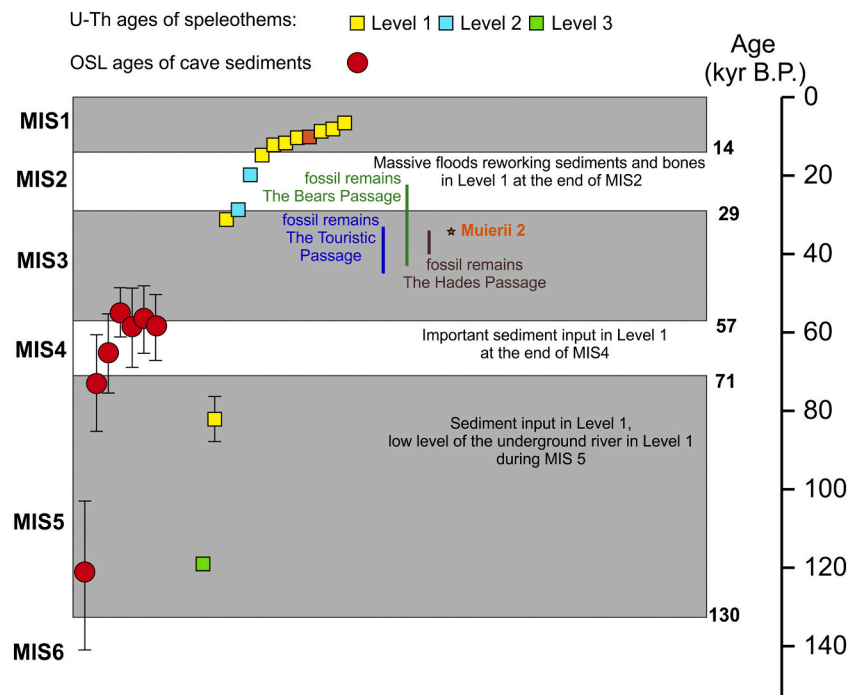 U-Th ages of speleothems:
Level 1
Level 2
Level 3
OSL ages of cave sediments
Age
(kyr B.P.)
MIS1
MIS2
MIS3
MIS4
MIS5
MIS6
Massive floods reworking sediments and bones
in Level 1 at the end of MIS2
fossil remains
The Bears Passage
fossil remains
The Touristic
Passage
Muierii 2
fossil remains
The Hades Passage
Important sediment input in Level 1
at the end of MIS4
Sediment input in Level 1,
low level of the underground river in Level 1
during MIS 5
14
29
57
71
130
0
20
40
60
80
100
120
140